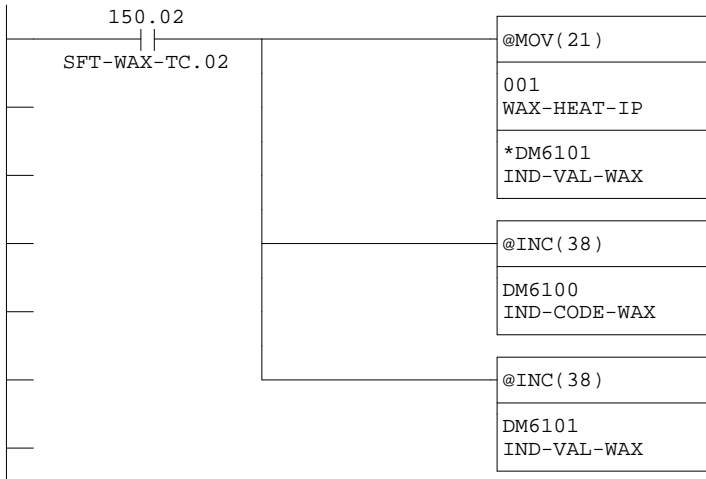 150.02
SFT-WAX-TC.02
@MOV(21)
001
WAX-HEAT-IP
*DM6101
IND-VAL-WAX
@INC(38)
DM6100
IND-CODE-WAX
@INC(38)
DM6101
IND-VAL-WAX